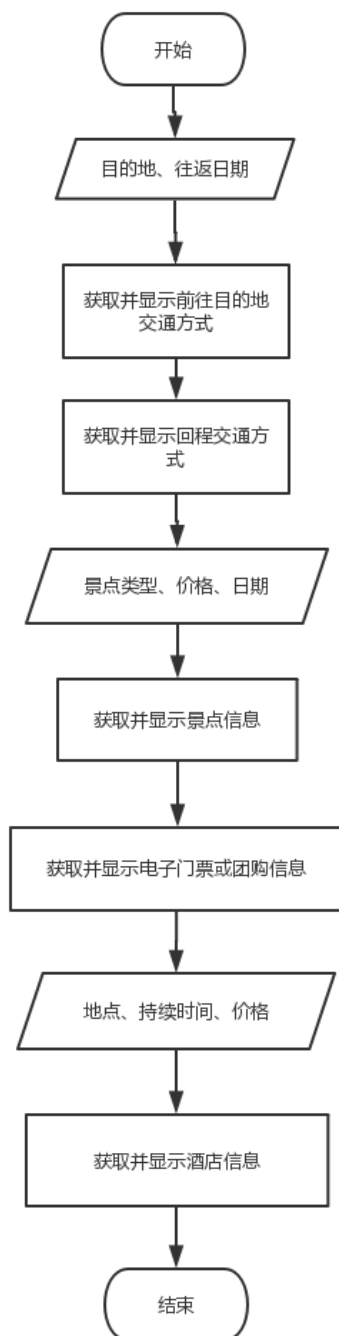 开始
目的地、往返日期
获取并显示前往目的地
交通方式
获取并显示回程交通方
式
景点类型、价格、日期
获取并显示景点信息
获取并显示电子门票或团购信息
地点、持续时间、价格
获取并显示酒店信息
结束